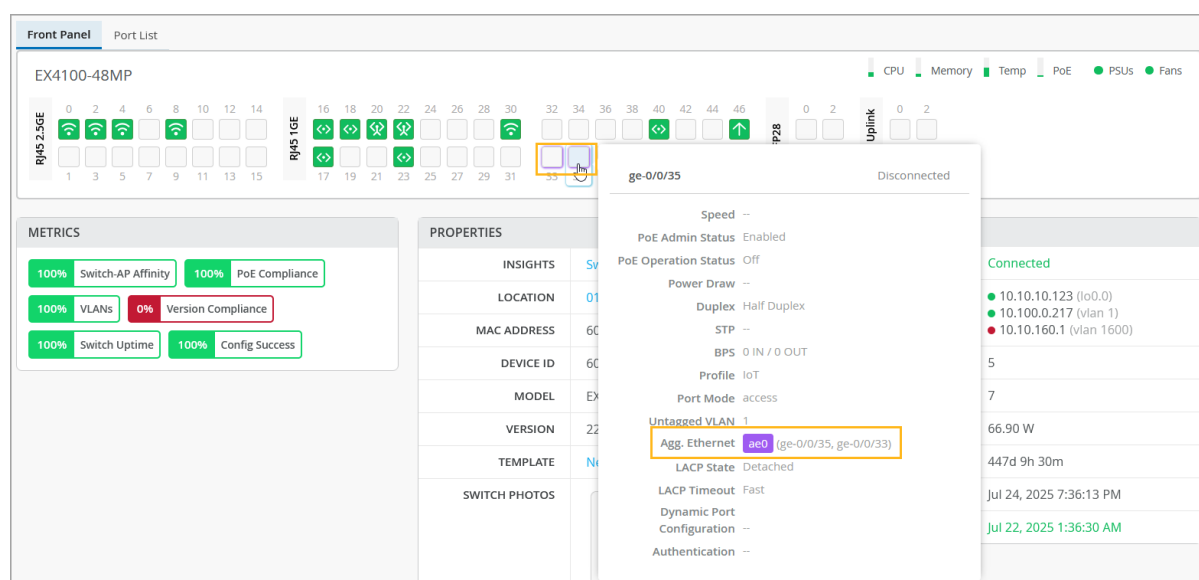 Front Panel Port List
EX4100-48MP
CPU Memory Temp PoE PSUs Fans
RJ45 2.5GE
0 2 4 6 8 10 12 14
1 3 5 7 9 11 13 15
RJ45 1GE
16 18 20 22 24 26 28 30 32 34 36 38 40 42 44 46
17 19 21 23 25 27 29 31 33
0 2
Uplink
0 2
ge-0/0/35 Disconnected
Speed --
PoE Admin Status Enabled
PoE Operation Status Off
Power Draw --
Duplex Half Duplex
STP --
BPS 0 IN / 0 OUT
Profile IoT
Port Mode access
Untagged VLAN 1
Agg. Ethernet ae0 (ge-0/0/35, ge-0/0/33)
LACP State Detached
LACP Timeout Fast
Dynamic Port
Configuration --
Authentication --
METRICS
100% Switch-AP Affinity 100% PoE Compliance
100% VLANs 0% Version Compliance
100% Switch Uptime 100% Config Success
PROPERTIES
INSIGHTS
LOCATION 01
MAC ADDRESS 60
DEVICE ID 60
MODEL EX
VERSION 22
TEMPLATE
SWITCH PHOTOS
Connected
10.10.10.123 (lo0.0)
10.100.0.217 (vlan 1)
10.10.160.1 (vlan 1600)
5
7
66.90 W
447d 9h 30m
Jul 24, 2025 7:36:13 PM
Jul 22, 2025 1:36:30 AM